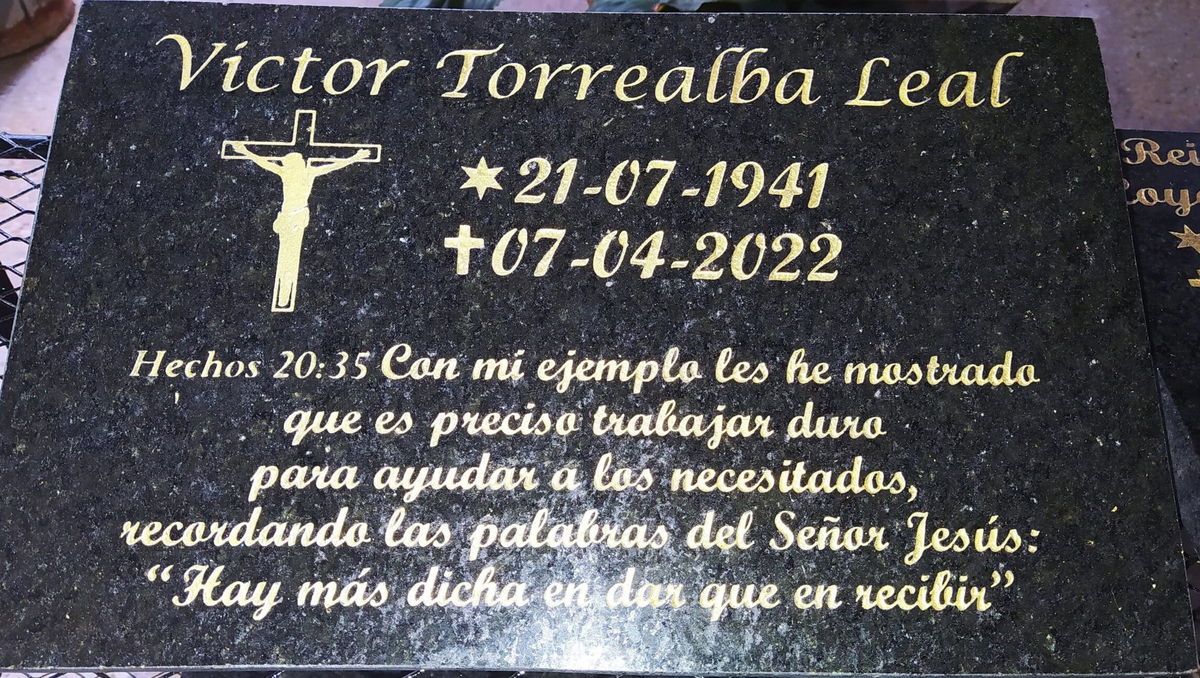 Víctor Torrealba Leal
21-07-1941
07-04-2022
Hechos 20:35 Con mi ejemplo les he mostrado
que es preciso trabajar duro
para ayudar a los necesitados,
recordando las palabras del Señor Jesús:
“Hay más dicha en dar que en recibir”